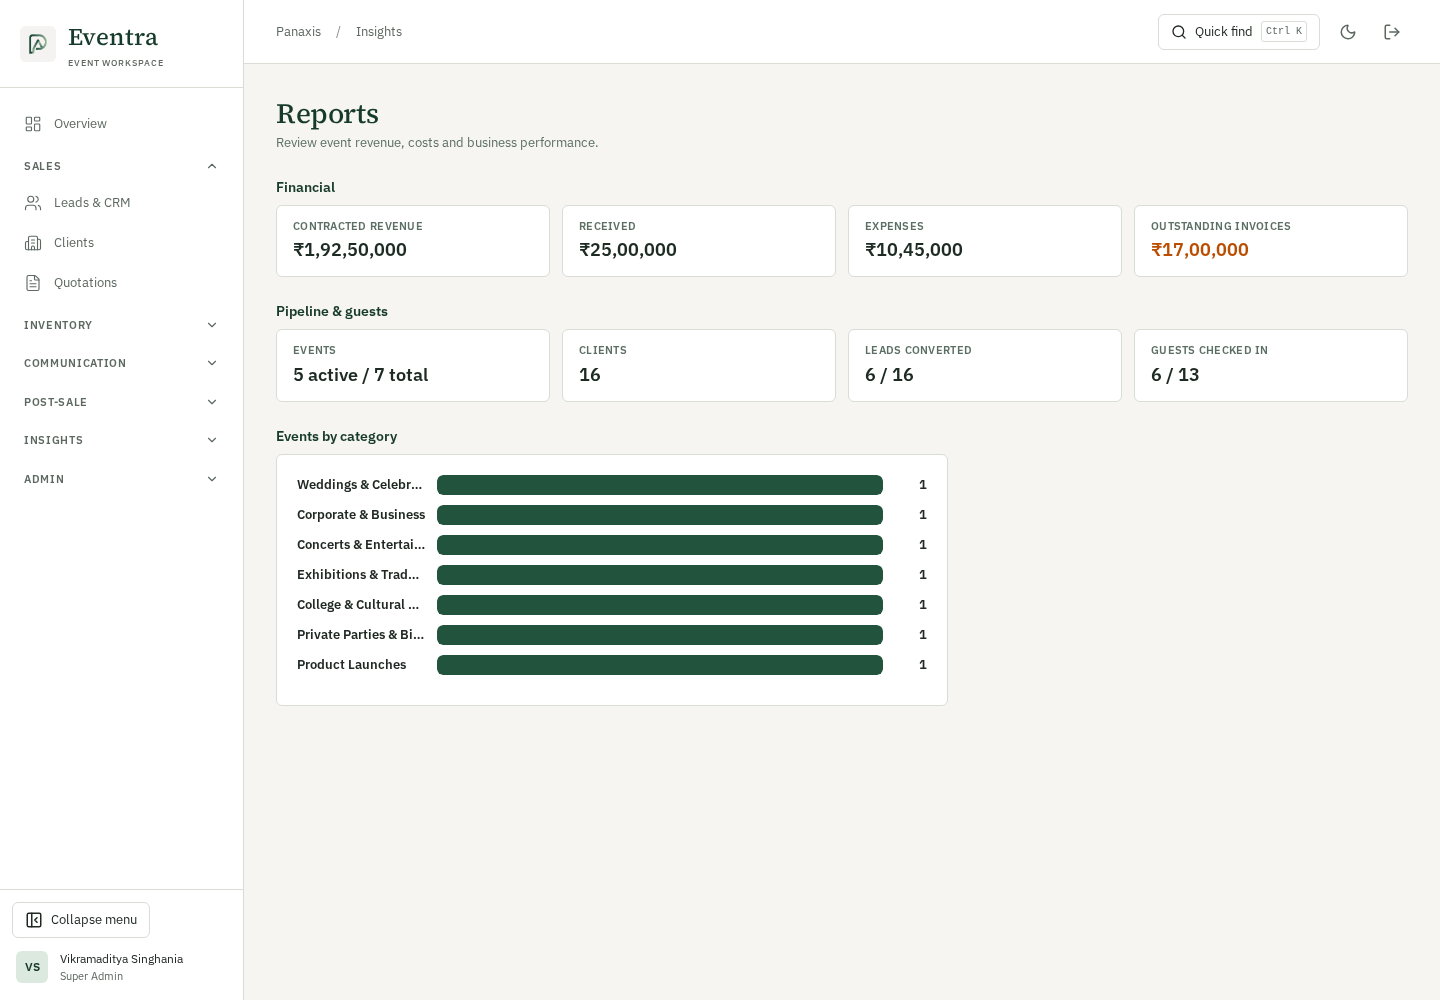 Eventra
EVENT WORKSPACE
Overview
SALES
Leads & CRM
Clients
Quotations
INVENTORY
COMMUNICATION
POST-SALE
INSIGHTS
ADMIN
Collapse menu
VS
Vikramaditya Singhania
Super Admin
Panaxis / Insights
Quick find Ctrl K
Reports
Review event revenue, costs and business performance.
Financial
CONTRACTED REVENUE
₹1,92,50,000
RECEIVED
₹25,00,000
EXPENSES
₹10,45,000
OUTSTANDING INVOICES
₹17,00,000
Pipeline & guests
EVENTS
5 active / 7 total
CLIENTS
16
LEADS CONVERTED
6 / 16
GUESTS CHECKED IN
6 / 13
Events by category
Weddings & Celebr... 1
Corporate & Business 1
Concerts & Entertai... 1
Exhibitions & Trad... 1
College & Cultural ... 1
Private Parties & Bi... 1
Product Launches 1